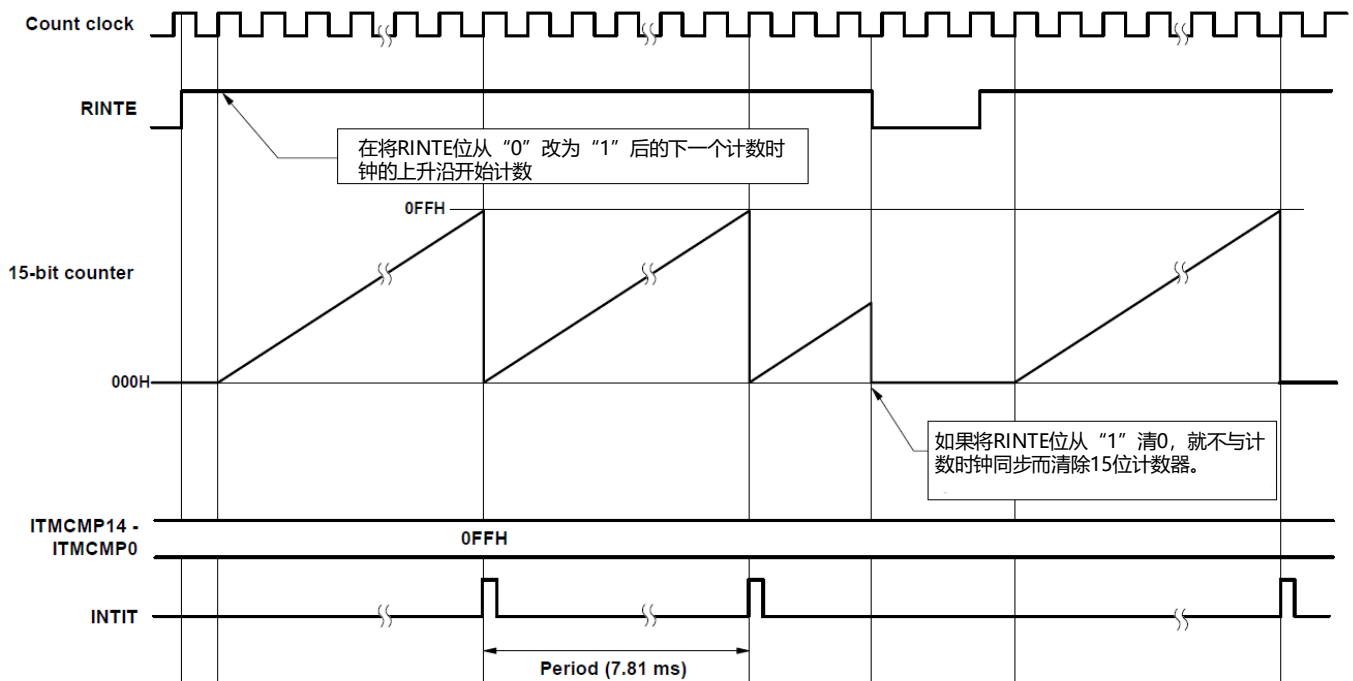 Count clock
RINTE
在将RINTE位从“0”改为“1”后的下一个计数时
钟的上升沿开始计数
0FFH
15-bit counter
000H
如果将RINTE位从“1”清0，就不与计
数时钟同步而清除15位计数器。
ITMCMP14 -
ITMCMP0
0FFH
INTIT
Period (7.81 ms)